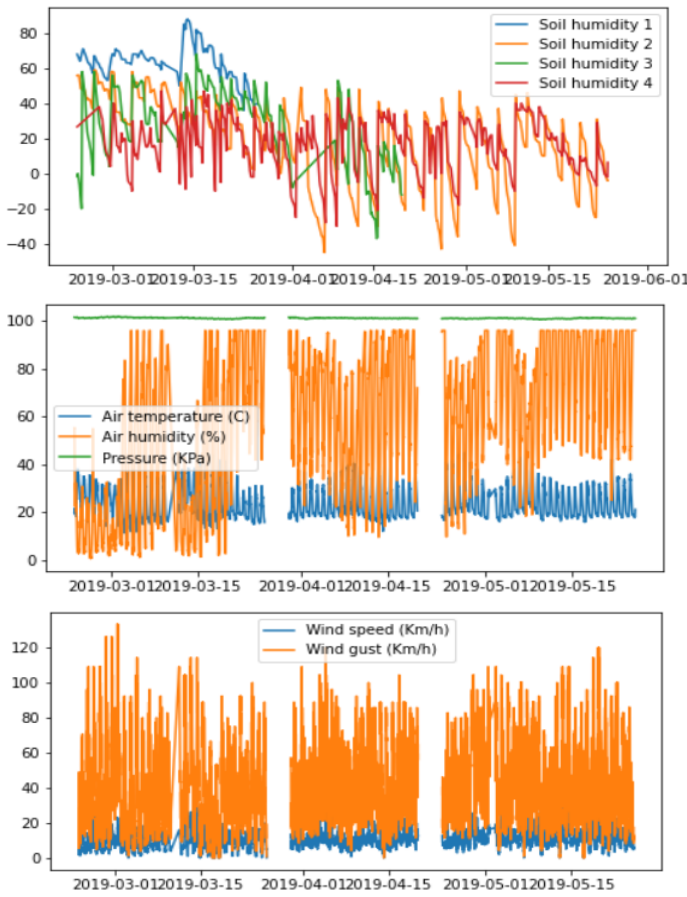 80
60
40
20
0
−20
−40
Soil humidity 1
Soil humidity 2
Soil humidity 3
Soil humidity 4
2019-03-01 2019-03-15 2019-04-01 2019-04-15 2019-05-01 2019-05-15 2019-06-01
100
80
60
40
20
0
Air temperature (C)
Air humidity (%)
Pressure (KPa)
2019-03-01 2019-03-15 2019-04-01 2019-04-15 2019-05-01 2019-05-15
120
100
80
60
40
20
0
Wind speed (Km/h)
Wind gust (Km/h)
2019-03-01 2019-03-15 2019-04-01 2019-04-15 2019-05-01 2019-05-15